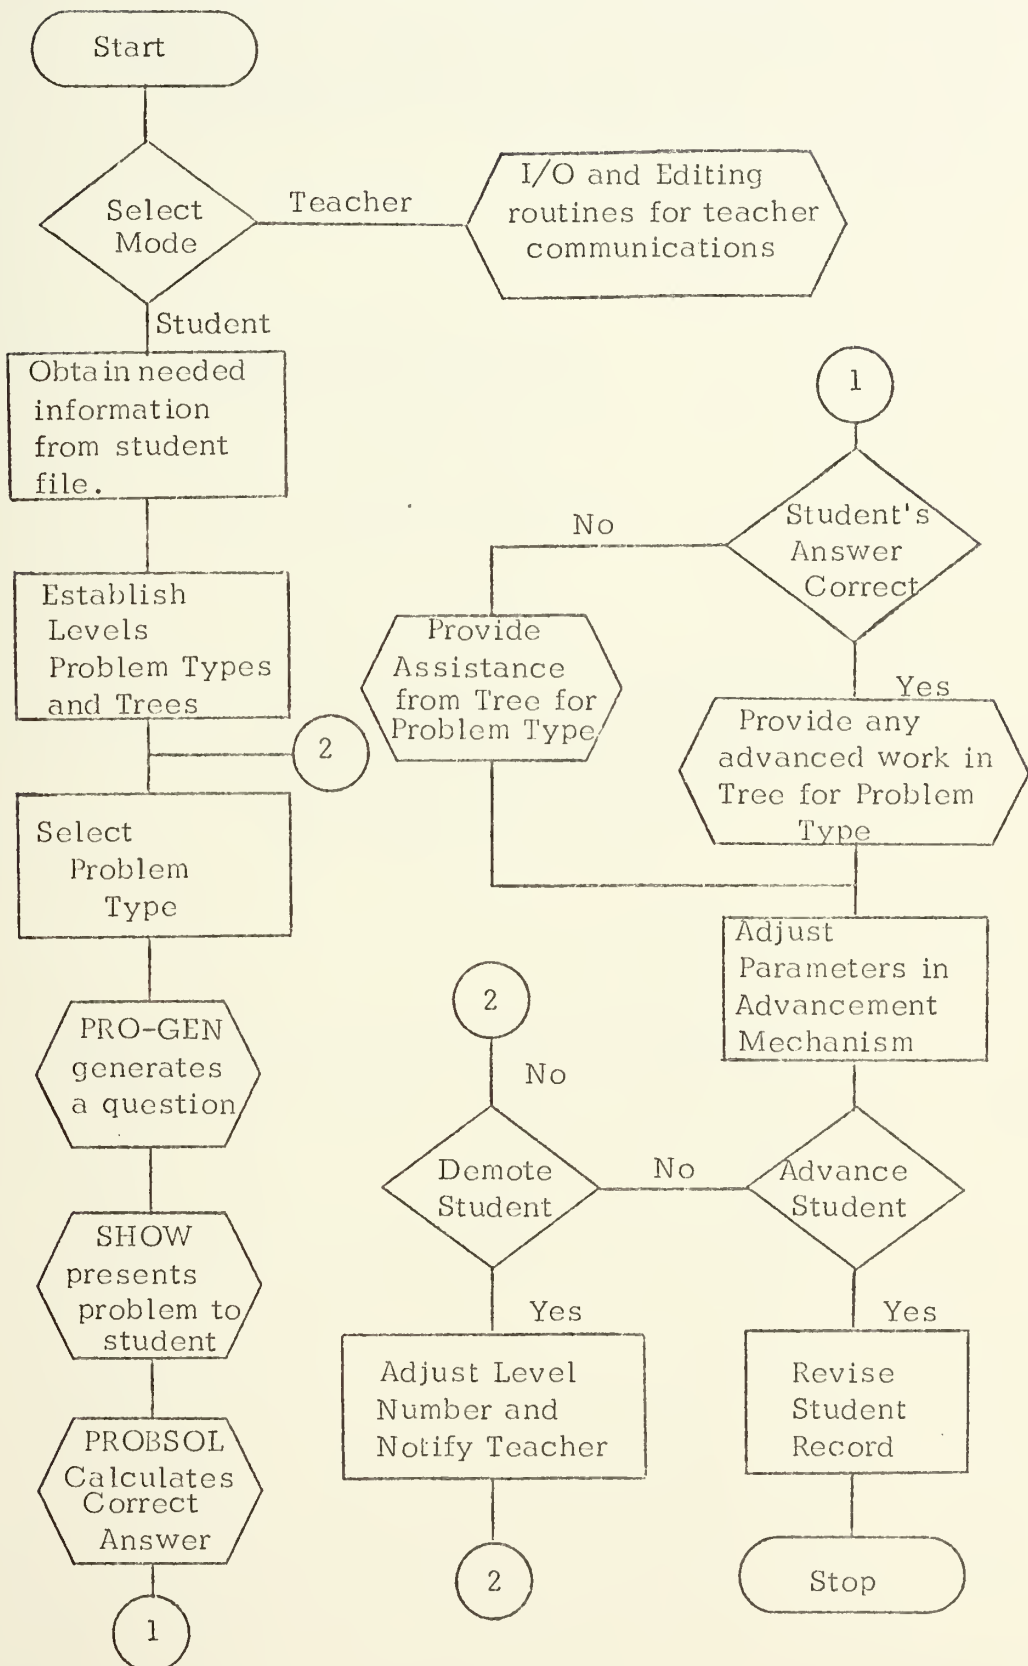 Start
Select
Mode
Teacher
I/O and Editing
routines for teacher
communications
Student
Obtain needed
information
from student
file.
Establish
Levels
Problem Types
and Trees
2
Select
Problem
Type
PRO-GEN
generates
a question
SHOW
presents
problem to
student
PROBSOL
Calculates
Correct
Answer
1
1
Student's
Answer
Correct
No
Provide
Assistance
from Tree for
Problem Type
Yes
Provide any
advanced work in
Tree for Problem
Type
Adjust
Parameters in
Advancement
Mechanism
Advance
Student
No
Demote
Student
No
2
Yes
Adjust Level
Number and
Notify Teacher
2
Yes
Revise
Student
Record
Stop